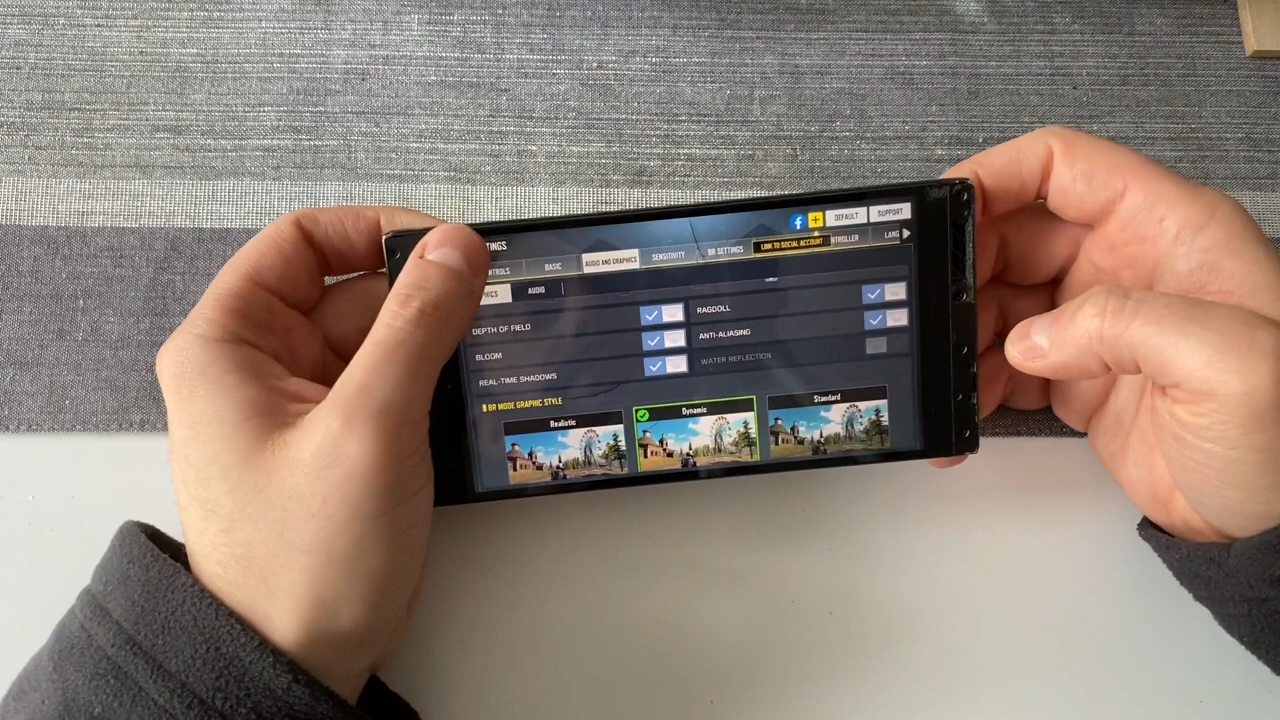 TINGS
DEFAULT
SUPPORT
NTROLS
BASIC
AUDIO AND GRAPHICS
SENSITIVITY
BR SETTINGS
LINK TO SOCIAL ACCOUNT
NTROLLER
LANG
HICS
AUDIO
DEPTH OF FIELD
RAGDOLL
BLOOM
ANTI-ALIASING
REAL-TIME SHADOWS
WATER REFLECTION
BR MODE GRAPHIC STYLE
Realistic
Dynamic
Standard